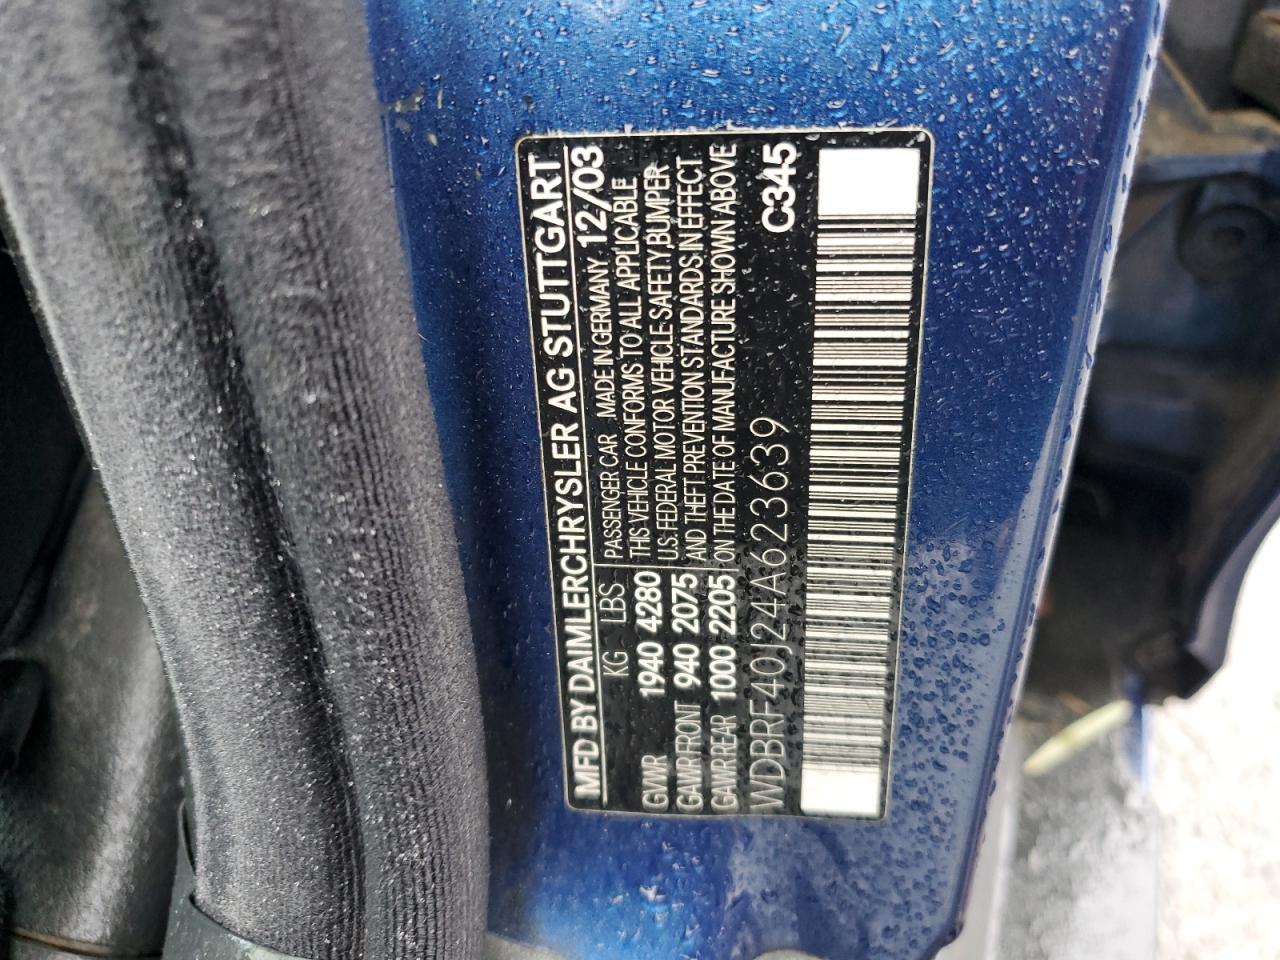 MFD BY DAIMLERCHRYSLER AG STUTTGART
KG LBS PASSENGER CAR MADE IN GERMANY 12/03
GVWR 1940 4280 THIS VEHICLE CONFORMS TO ALL APPLICABLE
GAWR FRONT 940 2075 U.S. FEDERAL MOTOR VEHICLE SAFETY, BUMPER,
GAWR REAR 1000 2205 AND THEFT PREVENTION STANDARDS IN EFFECT
ON THE DATE OF MANUFACTURE SHOWN ABOVE
WDBRF40J24A623639 C345